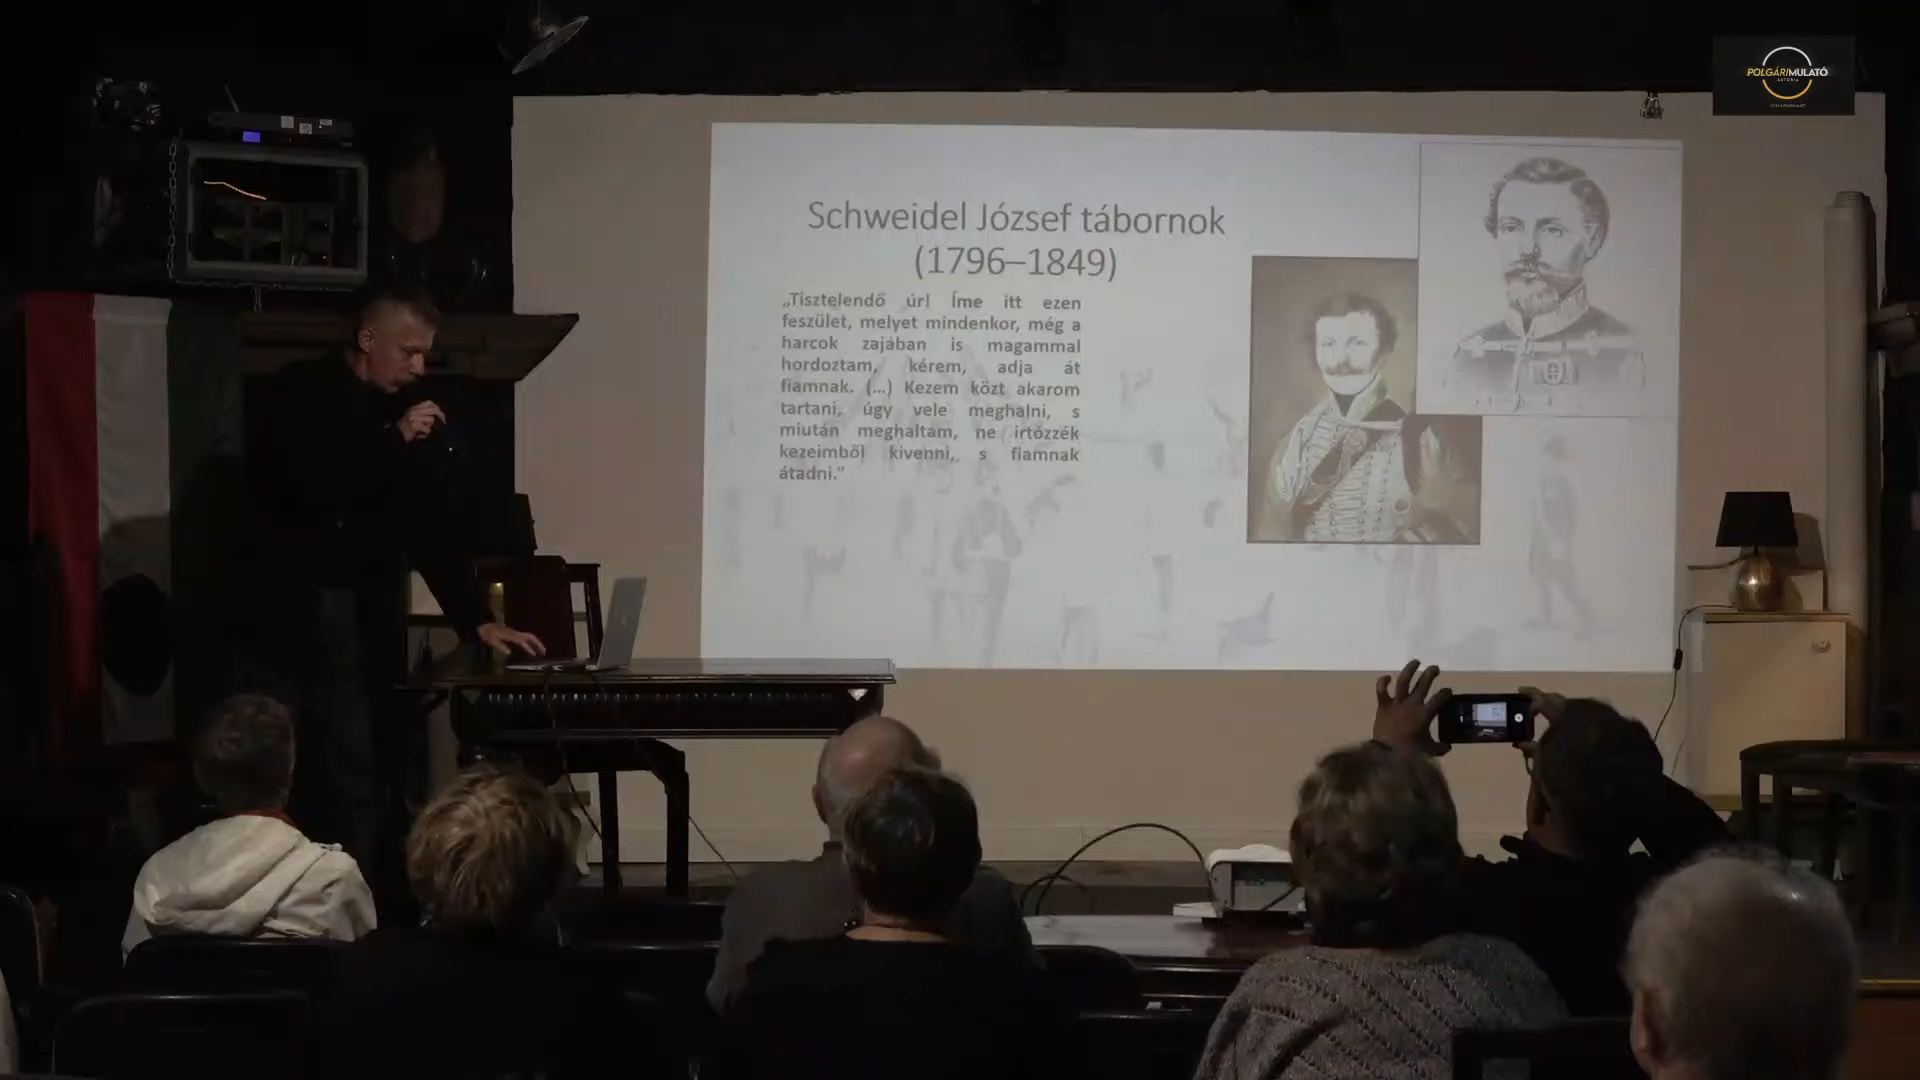 POLGÁRIMULATÓ
ASTORIA
Schweidel József tábornok
(1796–1849)
„Tisztelendő úr! Íme itt ezen
feszület, melyet mindenkor, még a
harcok zajában is magammal
hordoztam, kérem, adja át
fiamnak. (...) Kezem közt akarom
tartani, úgy vele meghalni, s
miután meghaltam, ne irtózzék
kezeimből kivenni, s fiamnak
átadni.”